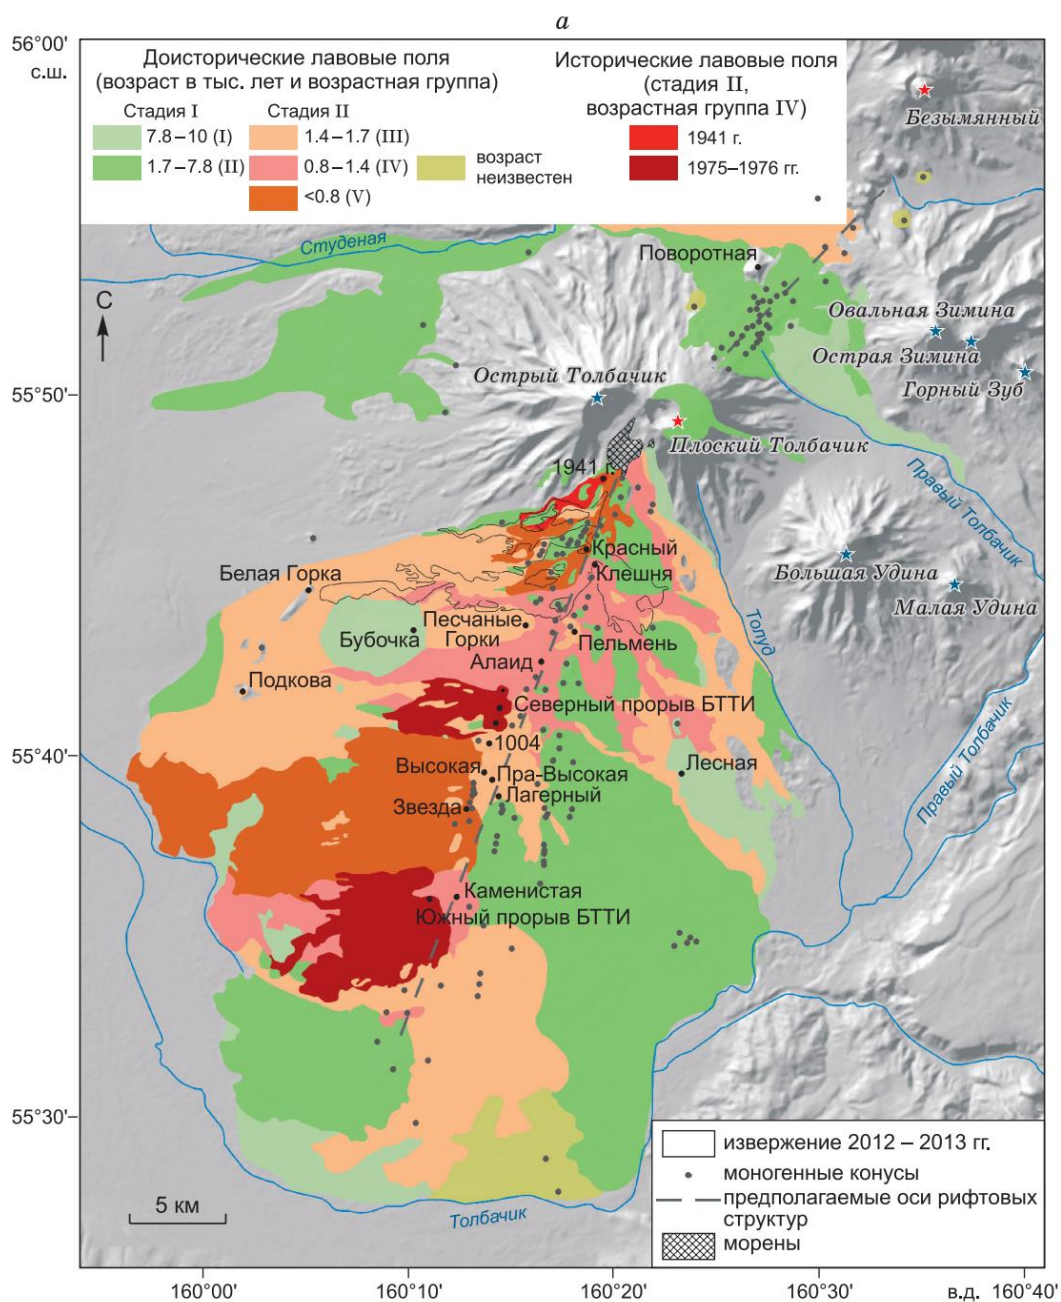 а
56°00'
с.ш.
Доисторические лавовые поля
(возраст в тыс. лет и возрастная группа)
Стадия I
Стадия II
7.8–10 (I)
1.4–1.7 (III)
1.7–7.8 (II)
0.8–1.4 (IV)
возраст
неизвестен
<0.8 (V)
Исторические лавовые поля
(стадия II,
возрастная группа IV)
1941 г.
1975–1976 гг.
Безымянный
Студеная
Поворотная
С
Овальная Зимина
Острая Зимина
Горный Зуб
55°50'
Острый Толбачик
Плоский Толбачик
1941 г.
Правый Толбачик
Красный
Клешня
Большая Удина
Малая Удина
Белая Горка
Песчаные
Горки
Бубочка
Пельмень
Толуд
Алаид
Подкова
Северный прорыв БТТИ
1004
55°40'
Высокая
Пра-Высокая
Лесная
Правый Толбачик
Звезда
Лагерный
Каменистая
Южный прорыв БТТИ
55°30'
извержение 2012 – 2013 гг.
моногенные конусы
предполагаемые оси рифтовых
структур
морены
5 км
Толбачик
160°00'
160°10'
160°20'
160°30'
в.д.
160°40'